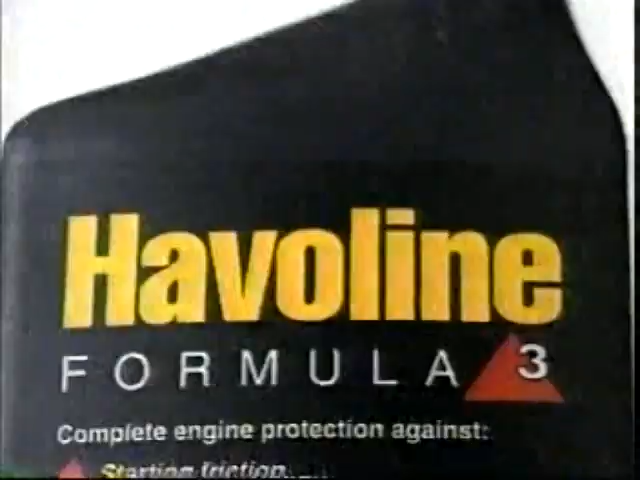 Havoline
FORMULA 3
Complete engine protection against:
Starting friction